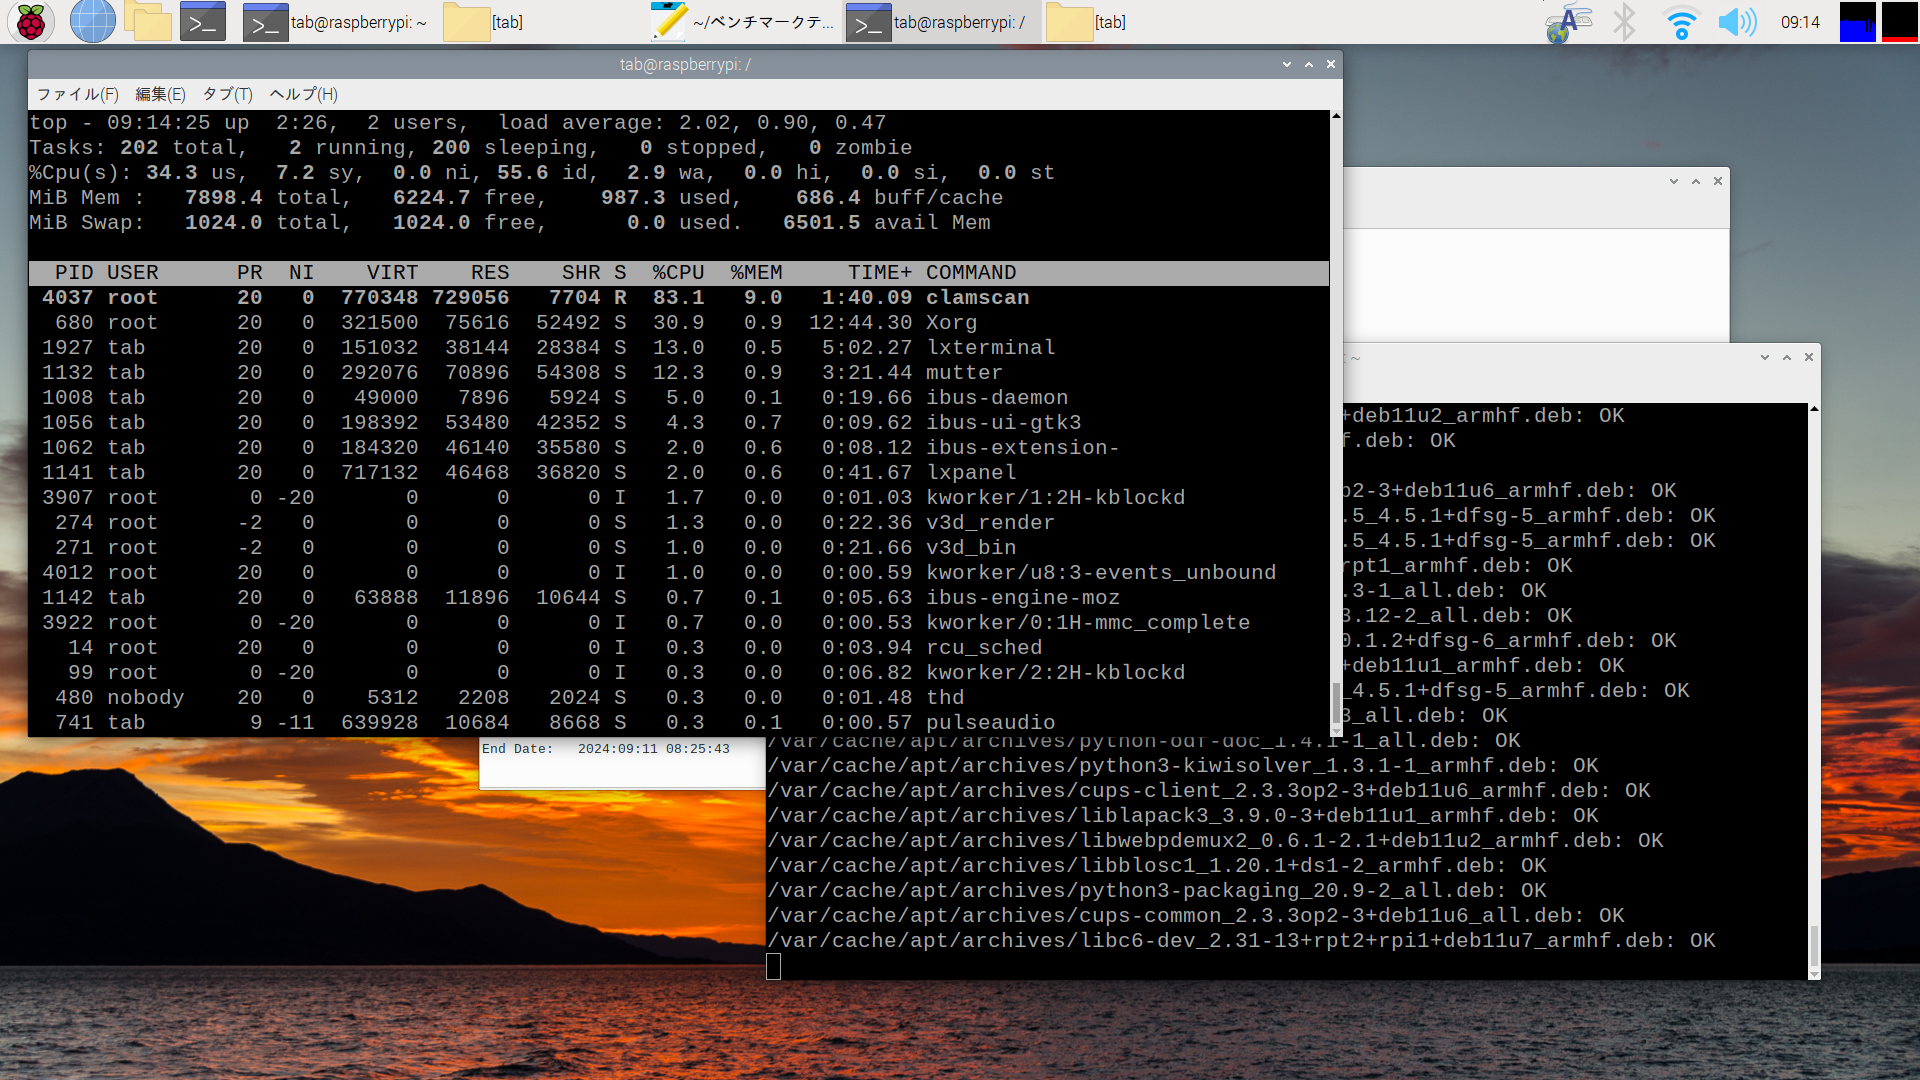 tab@raspberrypi: ~
[tab]
~/ベンチマークテ...
tab@raspberrypi: /
[tab]
A
09:14
tab@raspberrypi: /
ファイル(F) 編集(E) タブ(T) ヘルプ(H)
top - 09:14:25 up  2:26,  2 users,  load average: 2.02, 0.90, 0.47
Tasks: 202 total,   2 running, 200 sleeping,   0 stopped,   0 zombie
%Cpu(s): 34.3 us,  7.2 sy,  0.0 ni, 55.6 id,  2.9 wa,  0.0 hi,  0.0 si,  0.0 st
MiB Mem :   7898.4 total,   6224.7 free,    987.3 used,    686.4 buff/cache
MiB Swap:   1024.0 total,   1024.0 free,      0.0 used.   6501.5 avail Mem
PID USER      PR  NI    VIRT    RES    SHR S  %CPU  %MEM     TIME+ COMMAND
4037 root      20   0  770348 729056   7704 R  83.1   9.0   1:40.09 clamscan
680 root      20   0  321500  75616  52492 S  30.9   0.9  12:44.30 Xorg
1927 tab       20   0  151032  38144  28384 S  13.0   0.5   5:02.27 lxterminal
1132 tab       20   0  292076  70896  54308 S  12.3   0.9   3:21.44 mutter
1008 tab       20   0   49000   7896   5924 S   5.0   0.1   0:19.66 ibus-daemon
1056 tab       20   0  198392  53480  42352 S   4.3   0.7   0:09.62 ibus-ui-gtk3
1062 tab       20   0  184320  46140  35580 S   2.0   0.6   0:08.12 ibus-extension-
1141 tab       20   0  717132  46468  36820 S   2.0   0.6   0:41.67 lxpanel
3907 root       0 -20       0      0      0 I   1.7   0.0   0:01.03 kworker/1:2H-kblockd
274 root      -2   0       0      0      0 S   1.3   0.0   0:22.36 v3d_render
271 root      -2   0       0      0      0 S   1.0   0.0   0:21.66 v3d_bin
4012 root      20   0       0      0      0 I   1.0   0.0   0:00.59 kworker/u8:3-events_unbound
1142 tab       20   0   63888  11896  10644 S   0.7   0.1   0:05.63 ibus-engine-moz
3922 root       0 -20       0      0      0 I   0.7   0.0   0:00.53 kworker/0:1H-mmc_complete
14 root      20   0       0      0      0 I   0.3   0.0   0:03.94 rcu_sched
99 root       0 -20       0      0      0 I   0.3   0.0   0:06.82 kworker/2:2H-kblockd
480 nobody    20   0    5312   2208   2024 S   0.3   0.0   0:01.48 thd
741 tab        9 -11  639928  10684   8668 S   0.3   0.1   0:00.57 pulseaudio
End Date:   2024:09:11 08:25:43
: ~
+deb11u2_armhf.deb: OK
f.deb: OK
p2-3+deb11u6_armhf.deb: OK
.5_4.5.1+dfsg-5_armhf.deb: OK
.5_4.5.1+dfsg-5_armhf.deb: OK
rpt1_armhf.deb: OK
.3-1_all.deb: OK
3.12-2_all.deb: OK
0.1.2+dfsg-6_armhf.deb: OK
+deb11u1_armhf.deb: OK
_4.5.1+dfsg-5_armhf.deb: OK
3_all.deb: OK
/var/cache/apt/archives/python-odf-doc_1.4.1-1_all.deb: OK
/var/cache/apt/archives/python3-kiwisolver_1.3.1-1_armhf.deb: OK
/var/cache/apt/archives/cups-client_2.3.3op2-3+deb11u6_armhf.deb: OK
/var/cache/apt/archives/liblapack3_3.9.0-3+deb11u1_armhf.deb: OK
/var/cache/apt/archives/libwebpdemux2_0.6.1-2.1+deb11u2_armhf.deb: OK
/var/cache/apt/archives/libblosc1_1.20.1+ds1-2_armhf.deb: OK
/var/cache/apt/archives/python3-packaging_20.9-2_all.deb: OK
/var/cache/apt/archives/cups-common_2.3.3op2-3+deb11u6_all.deb: OK
/var/cache/apt/archives/libc6-dev_2.31-13+rpt2+rpi1+deb11u7_armhf.deb: OK